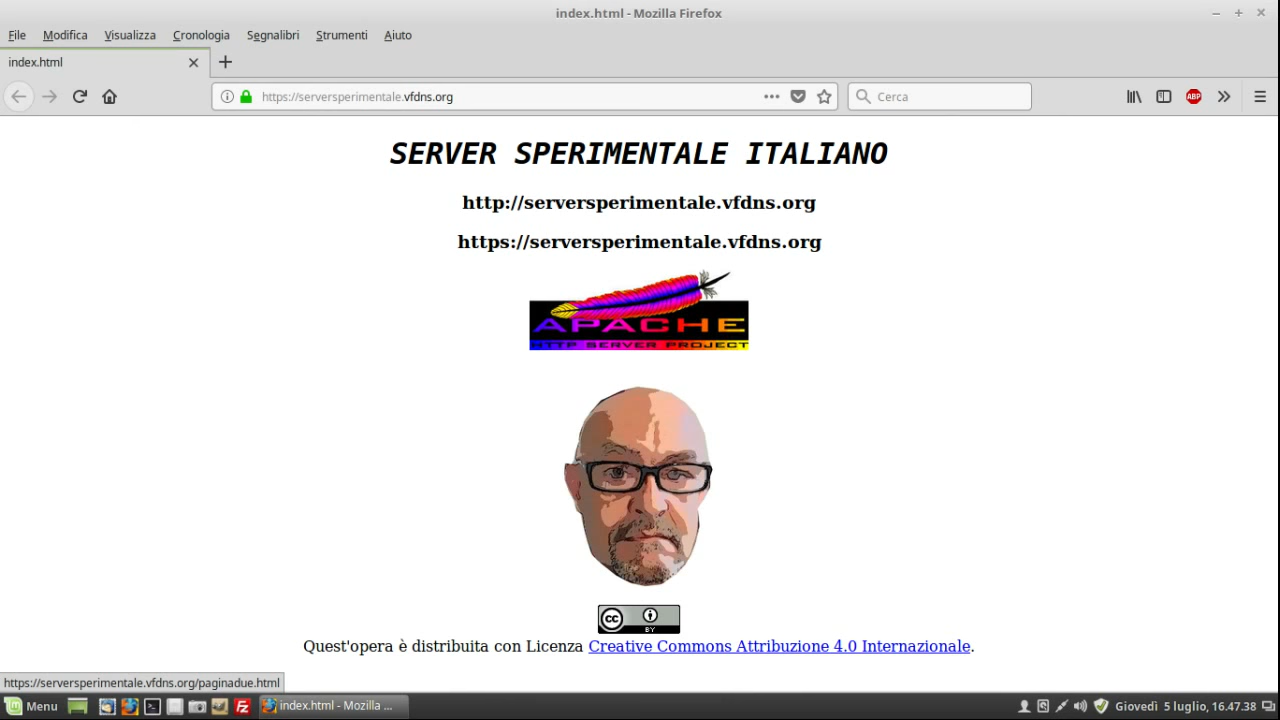 index.html - Mozilla Firefox
File Modifica Visualizza Cronologia Segnalibri Strumenti Aiuto
index.html
https://serversperimentale.vfdns.org
Cerca
ABP
SERVER SPERIMENTALE ITALIANO
http://serversperimentale.vfdns.org
https://serversperimentale.vfdns.org
APACHE
HTTP SERVER PROJECT
cc
BY
Quest'opera è distribuita con Licenza Creative Commons Attribuzione 4.0 Internazionale.
https://serversperimentale.vfdns.org/paginadue.html
Menu
index.html - Mozilla ...
Giovedì 5 luglio, 16.47.38